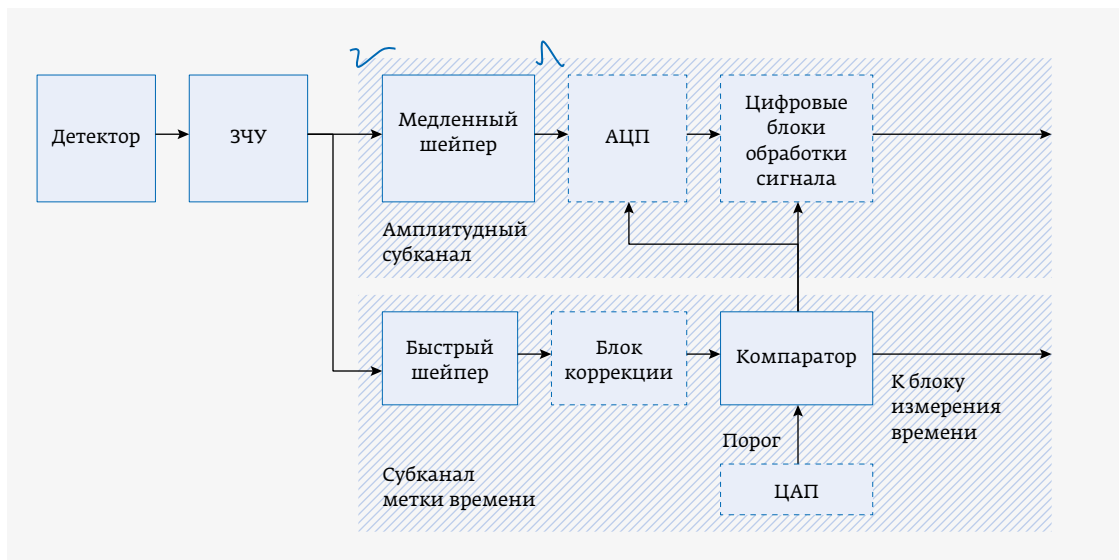 Детектор
ЗЧУ
Медленный
шейпер
АЦП
Цифровые
блоки
обработки
сигнала
Амплитудный
субканал
Быстрый
шейпер
Блок
коррекции
Компаратор
К блоку
измерения
времени
Порог
ЦАП
Субканал
метки времени